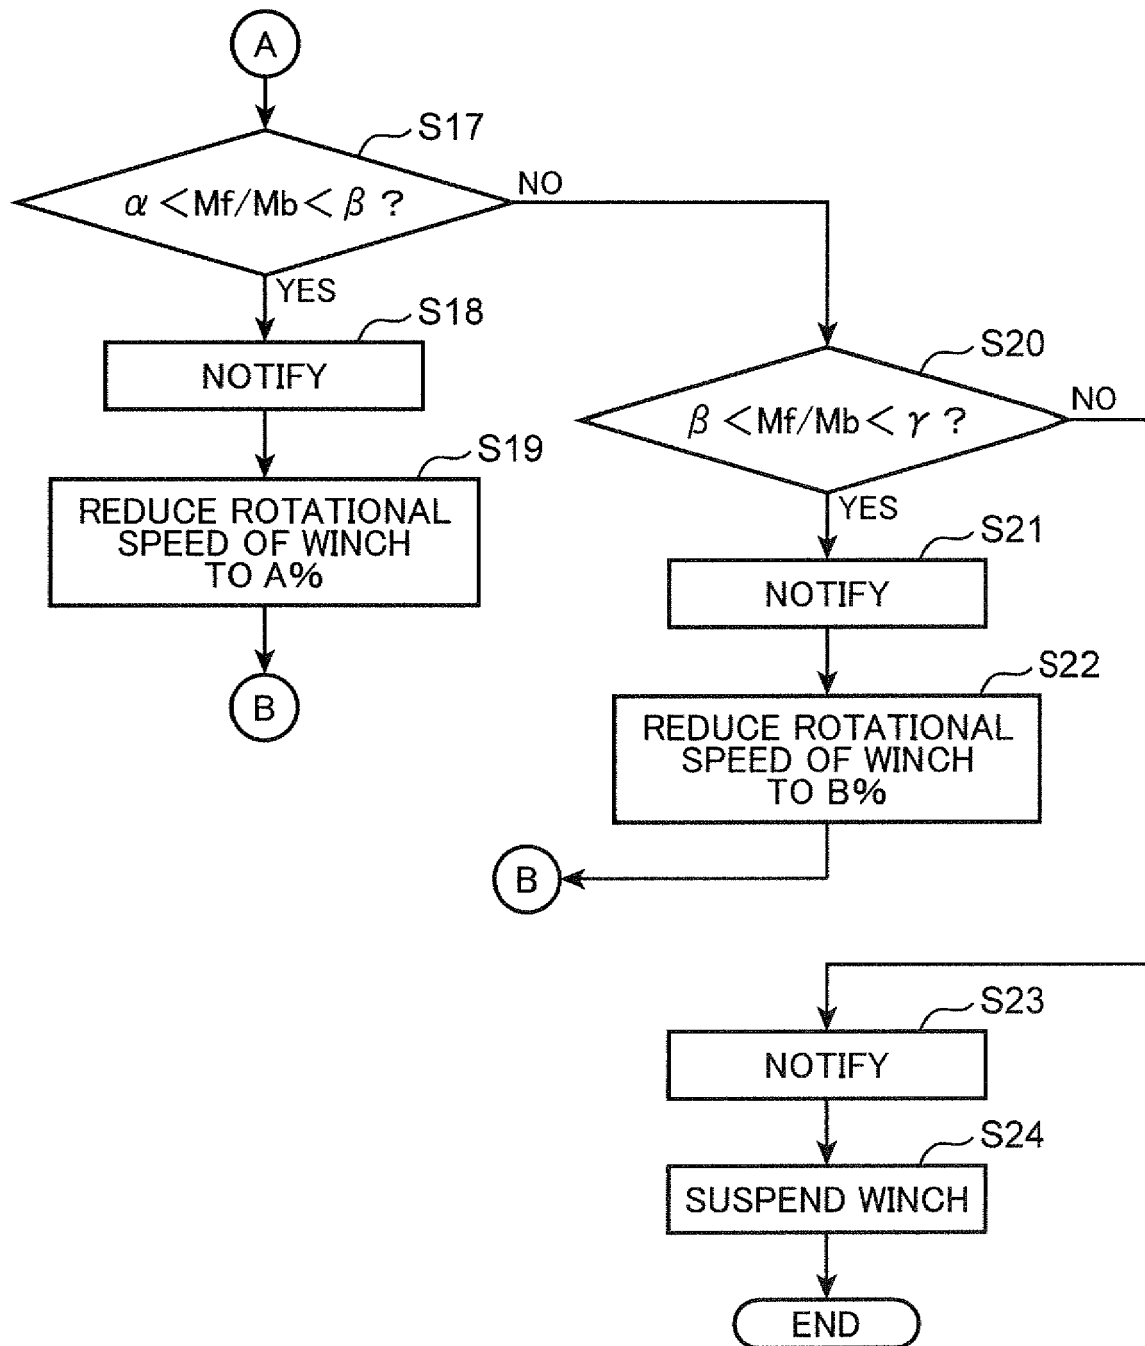 A
S17
α<Mf/Mb<β ?
NO
YES
S18
NOTIFY
S19
REDUCE ROTATIONAL
SPEED OF WINCH
TO A%
B
S20
β<Mf/Mb<γ ?
NO
YES
S21
NOTIFY
S22
REDUCE ROTATIONAL
SPEED OF WINCH
TO B%
B
S23
NOTIFY
S24
SUSPEND WINCH
END